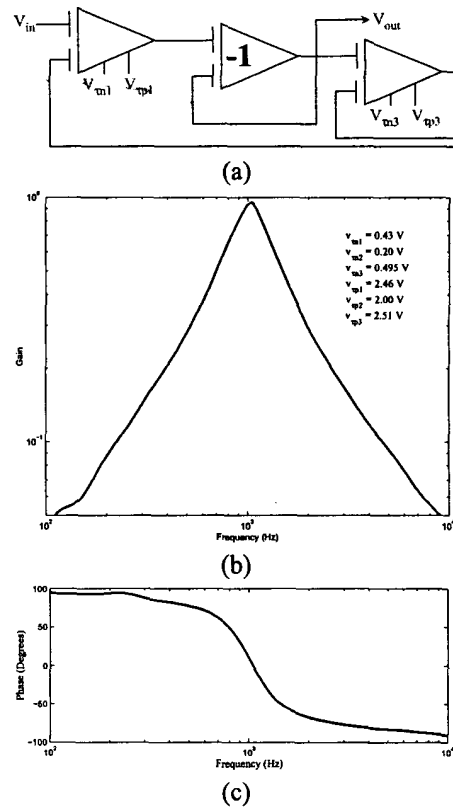 V_in
-1
V_out
V_τn1 V_τp1
V_τn3 V_τp3
(a)
10^0
v_τn1 = 0.43 V
v_τn2 = 0.20 V
v_τn3 = 0.495 V
v_τp1 = 2.46 V
v_τp2 = 2.00 V
v_τp3 = 2.51 V
Gain
10^-1
10^2 10^3 10^4
Frequency (Hz)
(b)
100
50
0
-50
-100
Phase (Degrees)
10^2 10^3 10^4
Frequency (Hz)
(c)